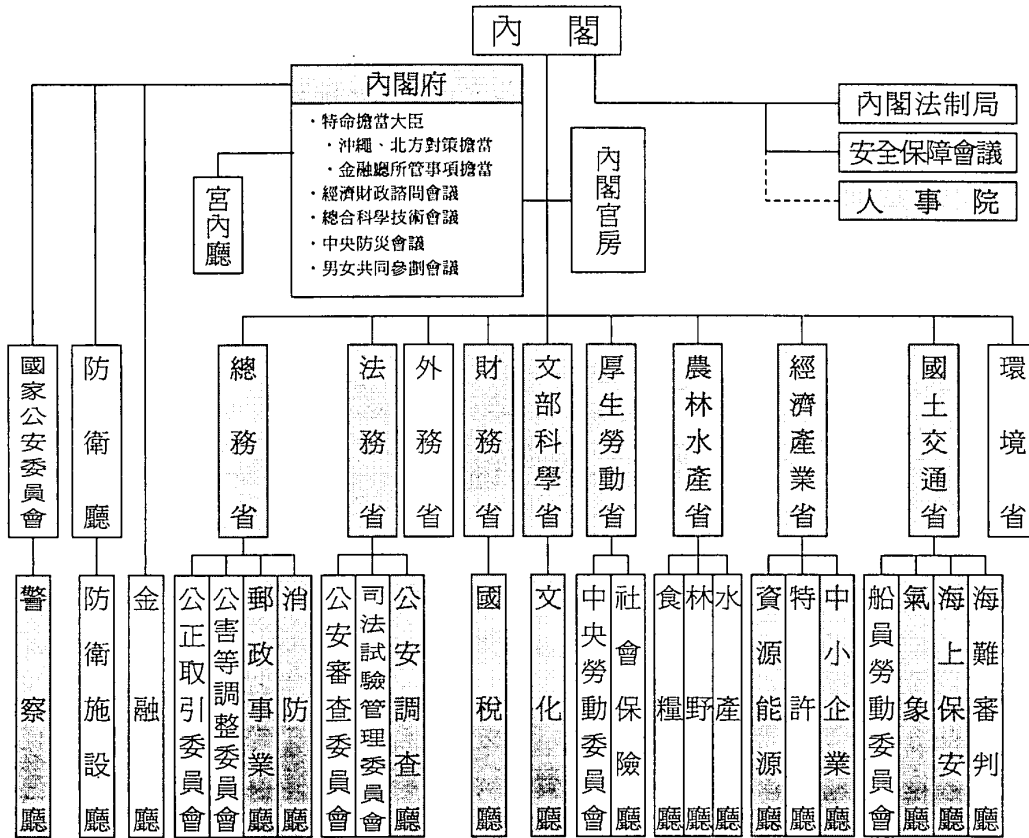 內閣
內閣府
・特命擔當大臣
・沖繩、北方對策擔當
・金融廳所管事項擔當
・經濟財政諮問會議
・總合科學技術會議
・中央防災會議
・男女共同參劃會議
宮內廳
內閣官房
內閣法制局
安全保障會議
人事院
國家公安委員會
防衛廳
總務省
法務省
外務省
財務省
文部科學省
厚生勞動省
農林水產省
經濟產業省
國土交通省
環境省
警察廳
防衛施設廳
金融廳
公正取引委員會
公害等調整委員會
郵政事業廳
消防廳
公安審查委員會
司法試驗管理委員會
公安調查廳
國稅廳
文化廳
中央勞動委員會
社會保險廳
食糧廳
林野廳
水產廳
資源能源廳
特許廳
中小企業廳
船員勞動委員會
氣象廳
海上保安廳
海難審判廳